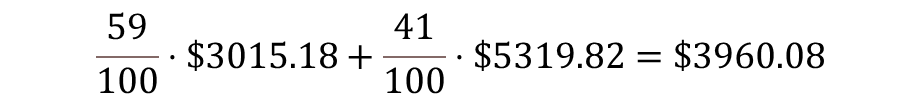 59/100 · $3015.18 + 41/100 · $5319.82 = $3960.08